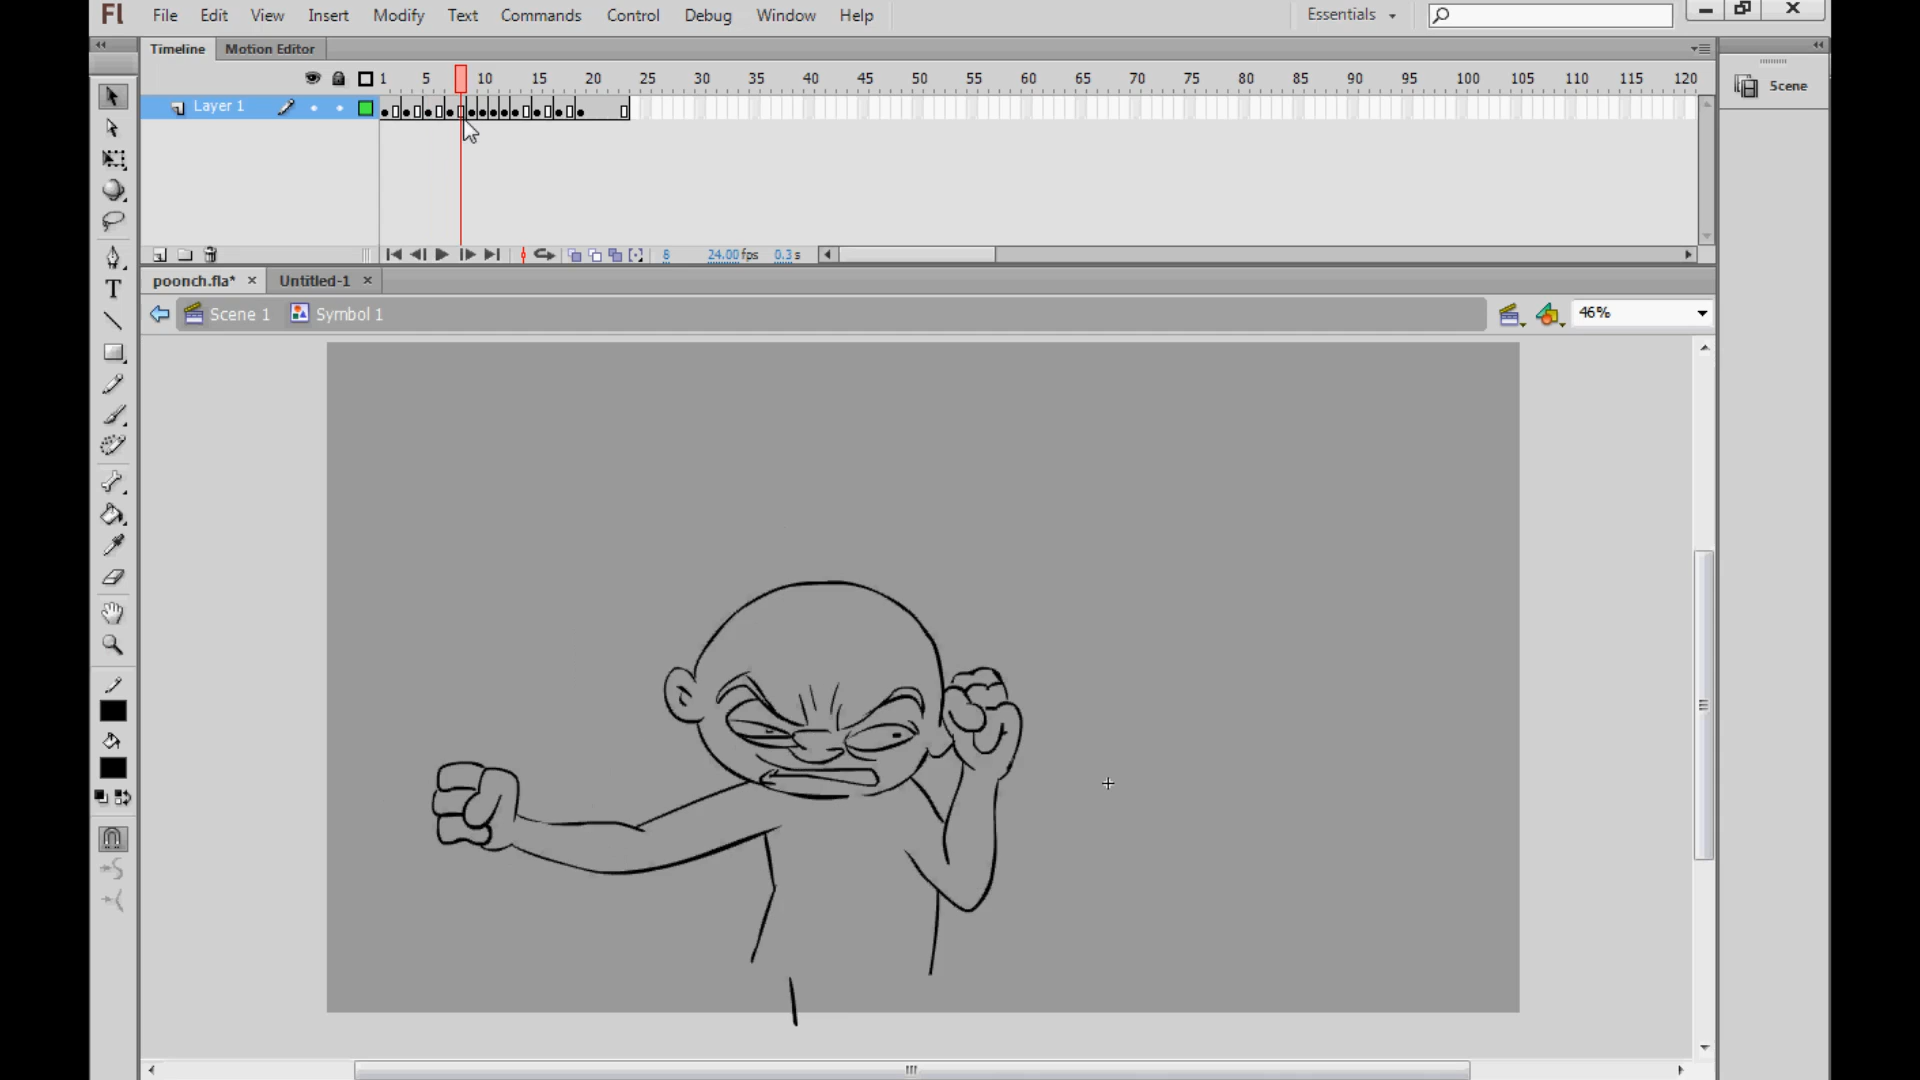 Fl File Edit View Insert Modify Text Commands Control Debug Window Help Essentials
Timeline Motion Editor
1 5 10 15 20 25 30 35 40 45 50 55 60 65 70 75 80 85 90 95 100 105 110 115 120
Scene
Layer 1
8 24.00 fps 0.3 s
poonch.fla* Untitled-1
Scene 1 Symbol 1 46%
T